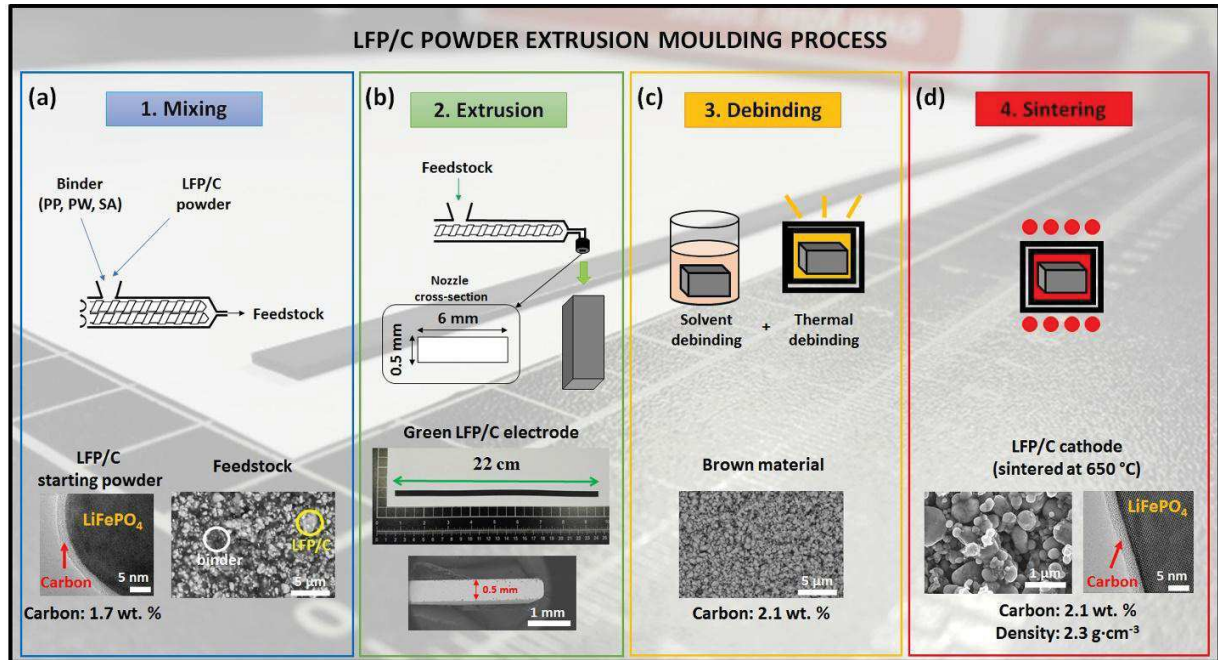 LFP/C POWDER EXTRUSION MOULDING PROCESS
(a)
1. Mixing
Binder
(PP, PW, SA)
LFP/C
powder
Feedstock
LFP/C
starting powder
LiFePO₄
Carbon
5 nm
Feedstock
binder
LFP/C
5 μm
Carbon: 1.7 wt. %
(b)
2. Extrusion
Feedstock
Nozzle
cross-section
6 mm
0.5 mm
Green LFP/C electrode
22 cm
0.5 mm
1 mm
(c)
3. Debinding
Solvent
debinding
+
Thermal
debinding
Brown material
5 μm
Carbon: 2.1 wt. %
(d)
4. Sintering
LFP/C cathode
(sintered at 650 °C)
1 μm
LiFePO₄
Carbon
5 nm
Carbon: 2.1 wt. %
Density: 2.3 g·cm⁻³